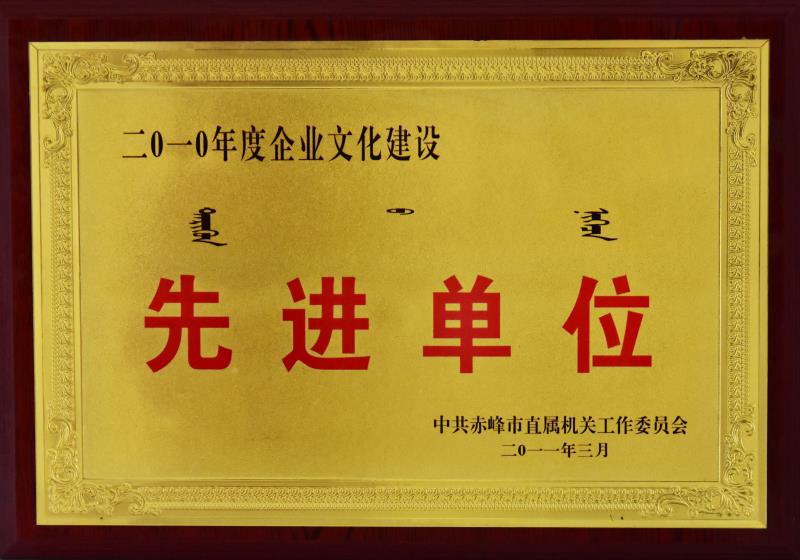 二0一0年度企业文化建设
先进单位
中共赤峰市直属机关工作委员会
二0一一年三月